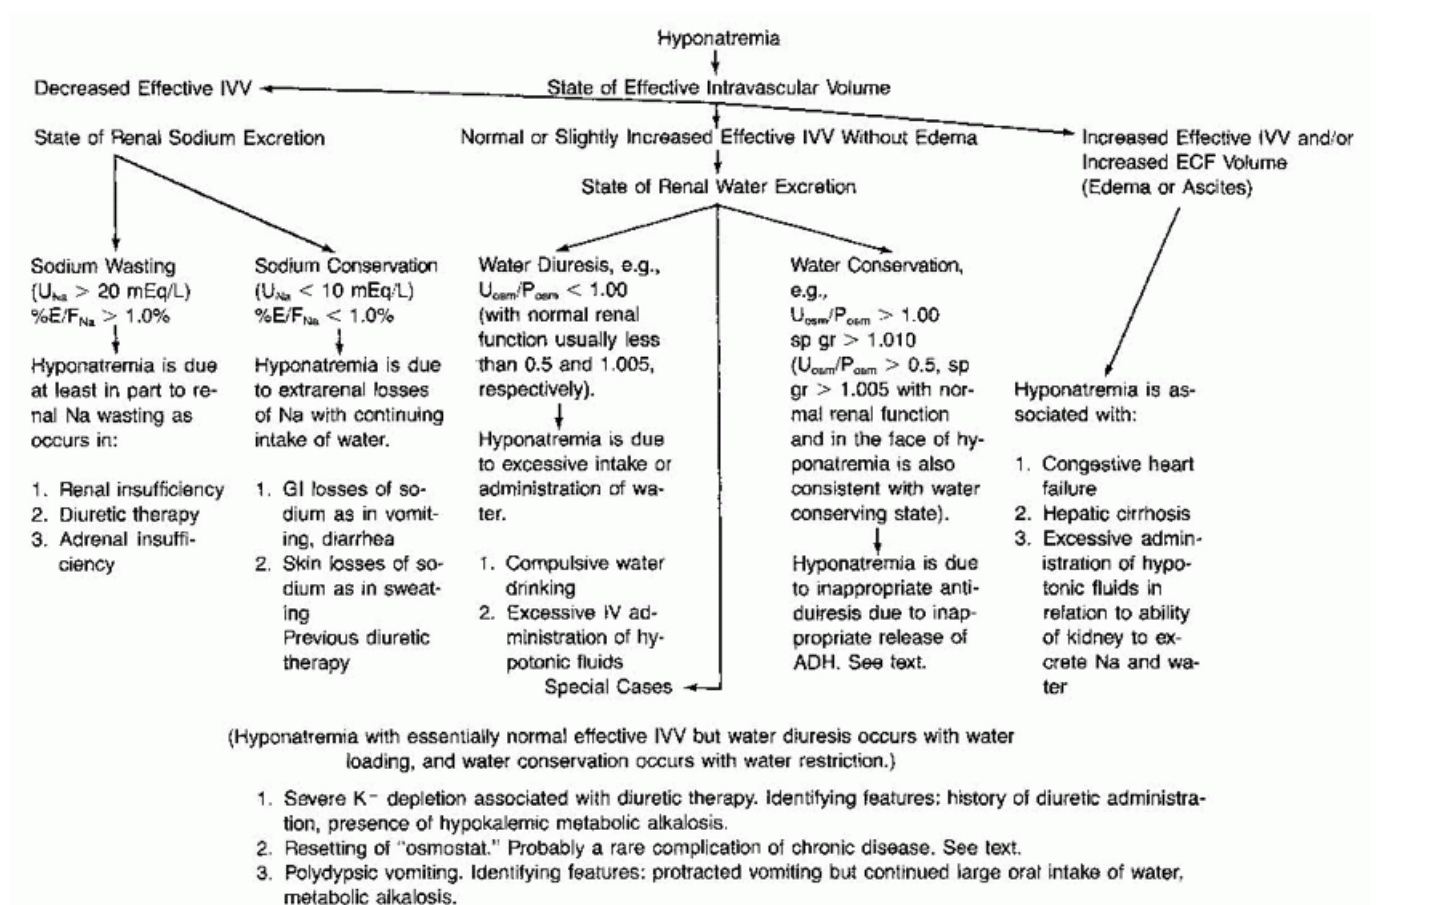 Hyponatremia
State of Effective Intravascular Volume
Decreased Effective IVV
State of Renal Sodium Excretion
Sodium Wasting
(UNa > 20 mEq/L)
%E/FNa > 1.0%
Hyponatremia is due
at least in part to re-
nal Na wasting as
occurs in:
1. Renal insufficiency
2. Diuretic therapy
3. Adrenal insuffi-
ciency
Sodium Conservation
(UNa < 10 mEq/L)
%E/FNa < 1.0%
Hyponatremia is due
to extrarenal losses
of Na with continuing
intake of water.
1. GI losses of so-
dium as in vomit-
ing, diarrhea
2. Skin losses of so-
dium as in sweat-
ing
Previous diuretic
therapy
Normal or Slightly Increased Effective IVV Without Edema
State of Renal Water Excretion
Water Diuresis, e.g.,
Uosm/Posm < 1.00
(with normal renal
function usually less
than 0.5 and 1.005,
respectively).
Hyponatremia is due
to excessive intake or
administration of wa-
ter.
1. Compulsive water
drinking
2. Excessive IV ad-
ministration of hy-
potonic fluids
Water Conservation,
e.g.,
Uosm/Posm > 1.00
sp gr > 1.010
(Uosm/Posm > 0.5, sp
gr > 1.005 with nor-
mal renal function
and in the face of hy-
ponatremia is also
consistent with water
conserving state).
Hyponatremia is due
to inappropriate anti-
duiresis due to inap-
propriate release of
ADH. See text.
Increased Effective IVV and/or
Increased ECF Volume
(Edema or Ascites)
Hyponatremia is as-
sociated with:
1. Congestive heart
failure
2. Hepatic cirrhosis
3. Excessive admin-
istration of hypo-
tonic fluids in
relation to ability
of kidney to ex-
crete Na and wa-
ter
Special Cases
(Hyponatremia with essentially normal effective IVV but water diuresis occurs with water
loading, and water conservation occurs with water restriction.)
1. Severe K− depletion associated with diuretic therapy. Identifying features: history of diuretic administra-
tion, presence of hypokalemic metabolic alkalosis.
2. Resetting of "osmostat." Probably a rare complication of chronic disease. See text.
3. Polydypsic vomiting. Identifying features: protracted vomiting but continued large oral intake of water,
metabolic alkalosis.